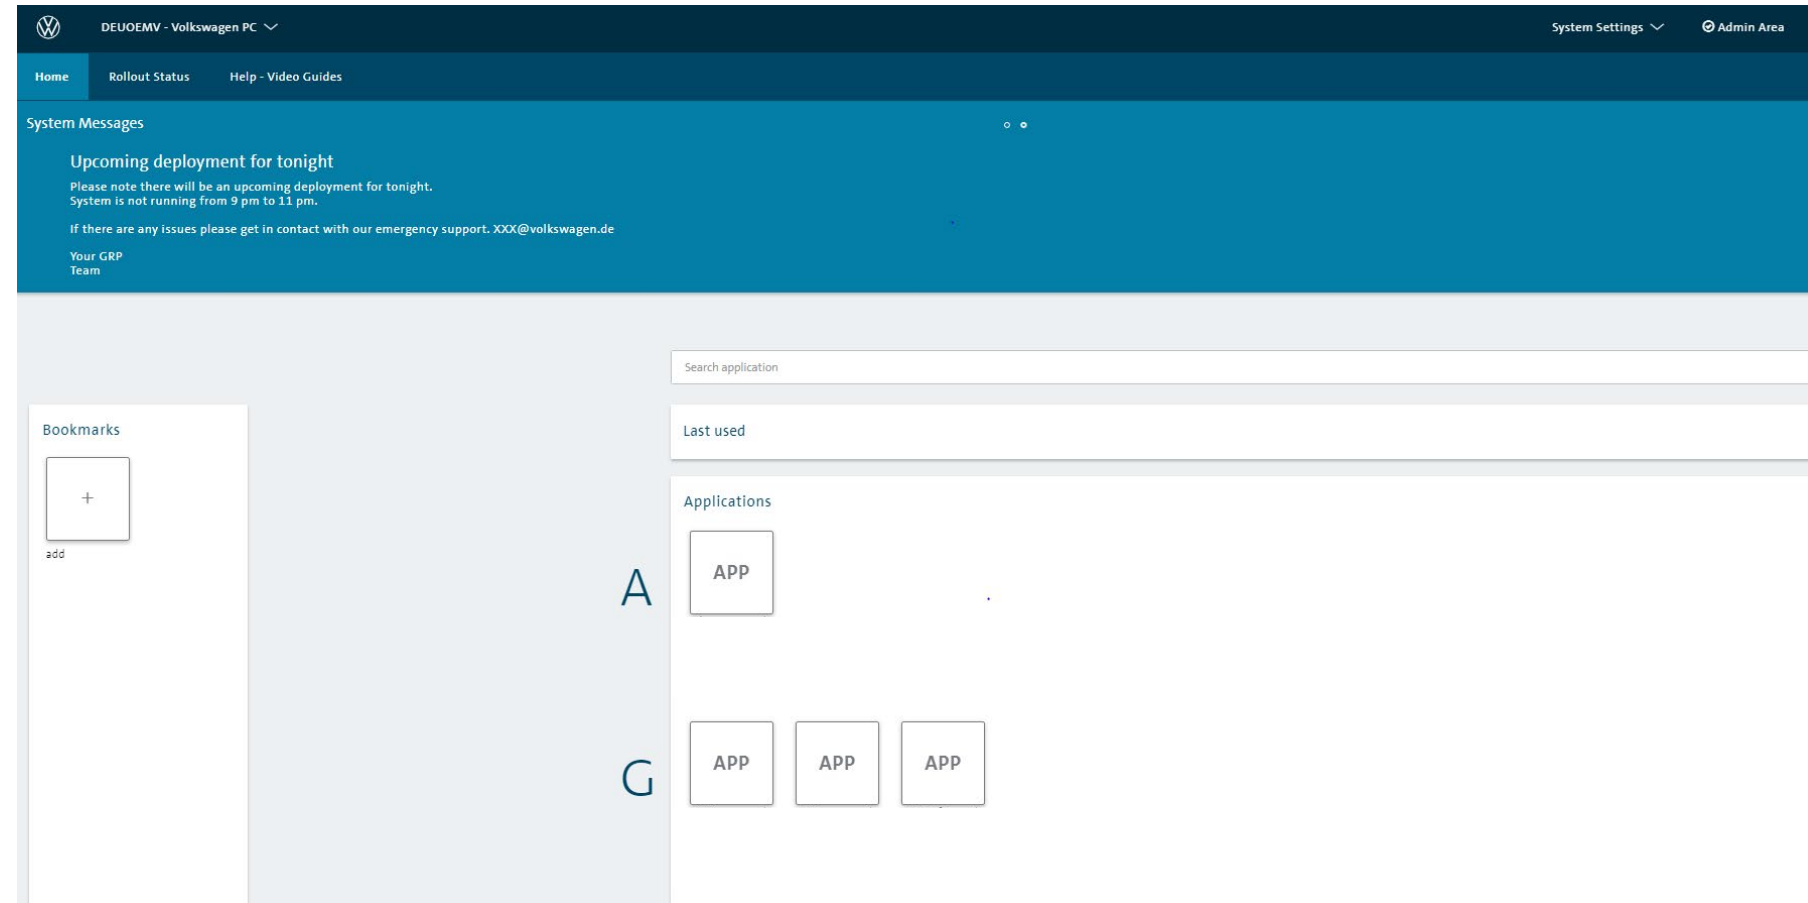 DEUOEMV - Volkswagen PC
System Settings
Admin Area
Home
Rollout Status
Help - Video Guides
System Messages
Upcoming deployment for tonight
Please note there will be an upcoming deployment for tonight.
System is not running from 9 pm to 11 pm.
If there are any issues please get in contact with our emergency support. XXX@volkswagen.de
Your GRP
Team
Search application
Bookmarks
+
add
Last used
Applications
A
APP
G
APP
APP
APP